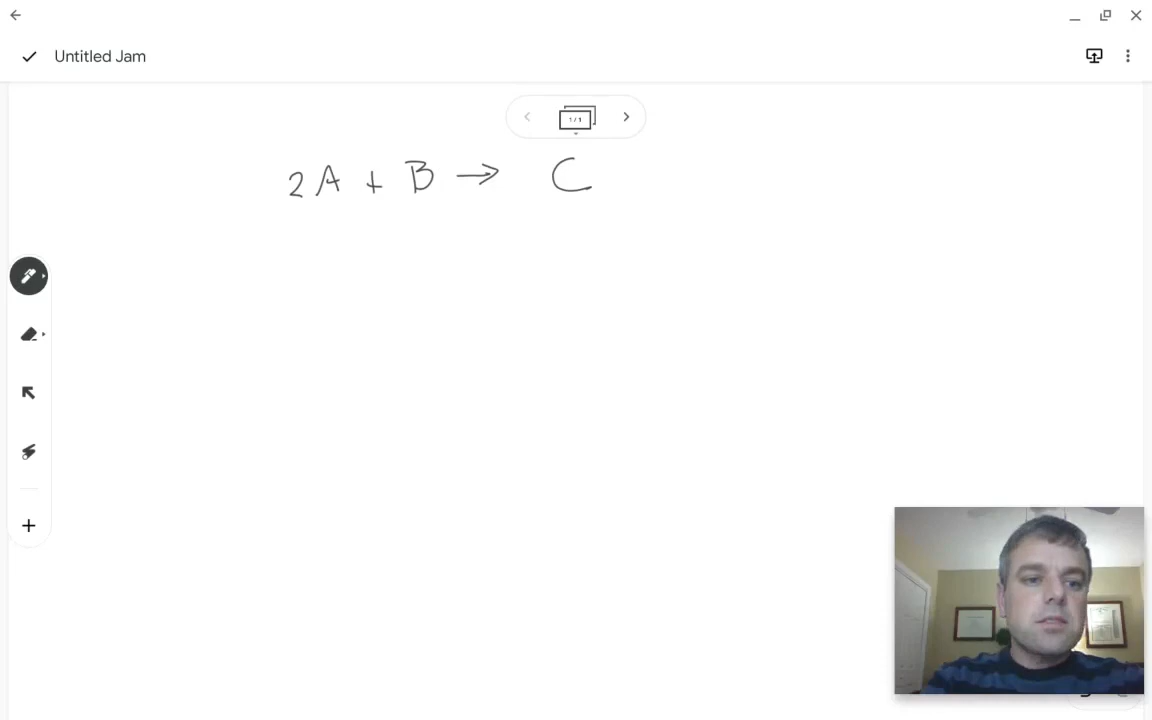 Untitled Jam
1 / 1
2A + B → C